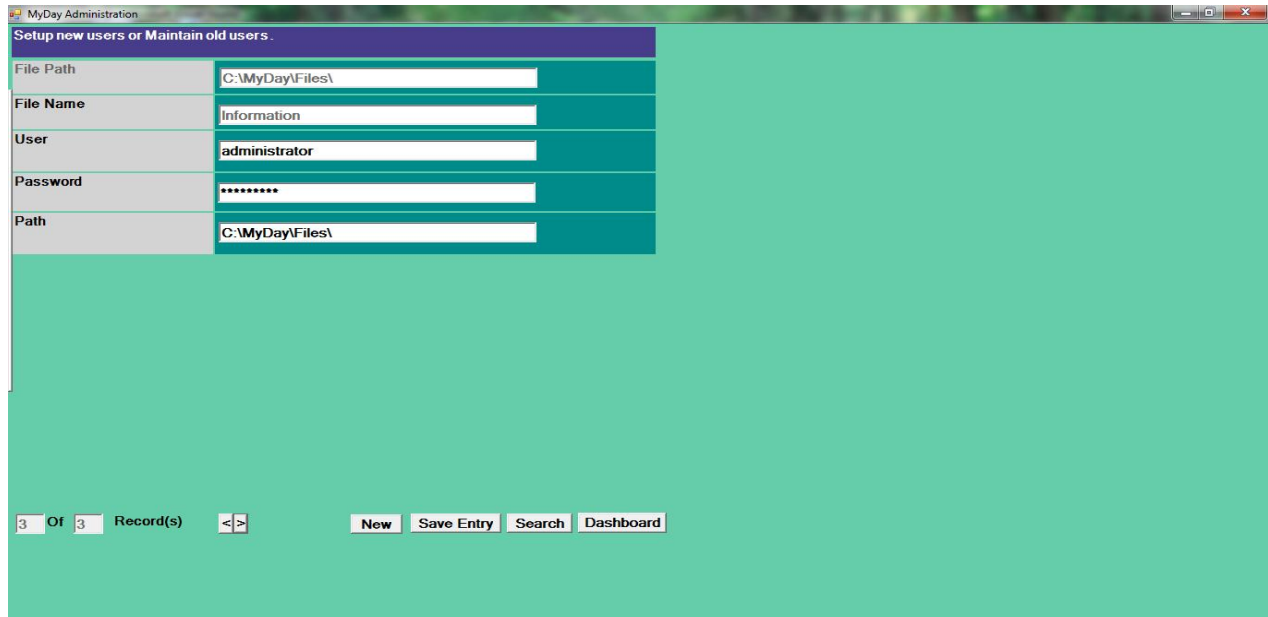 MyDay Administration
Setup new users or Maintain old users.
File Path C:\MyDay\Files\
File Name Information
User administrator
Password *********
Path C:\MyDay\Files\
3 Of 3 Record(s) < > New Save Entry Search Dashboard